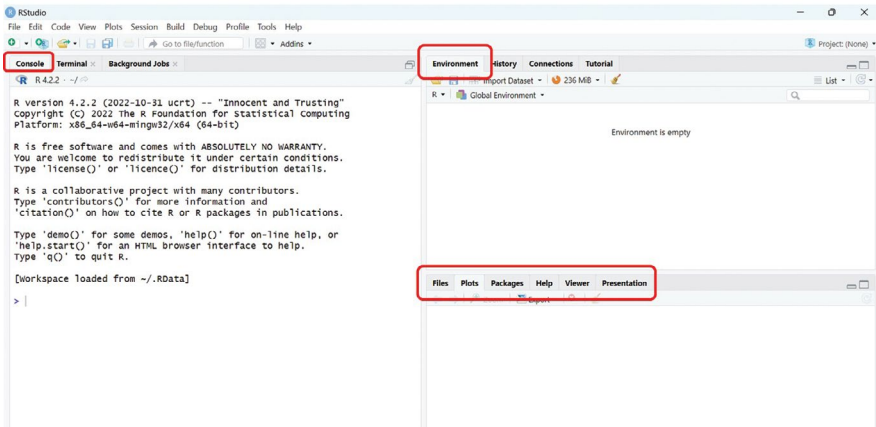 RStudio
File Edit Code View Plots Session Build Debug Profile Tools Help
Go to file/function Addins Project: (None)
Console Terminal Background Jobs
R 4.2.2 · ~/
R version 4.2.2 (2022-10-31 ucrt) -- "Innocent and Trusting"
Copyright (C) 2022 The R Foundation for Statistical Computing
Platform: x86_64-w64-mingw32/x64 (64-bit)
R is free software and comes with ABSOLUTELY NO WARRANTY.
You are welcome to redistribute it under certain conditions.
Type 'license()' or 'licence()' for distribution details.
R is a collaborative project with many contributors.
Type 'contributors()' for more information and
'citation()' on how to cite R or R packages in publications.
Type 'demo()' for some demos, 'help()' for on-line help, or
'help.start()' for an HTML browser interface to help.
Type 'q()' to quit R.
[Workspace loaded from ~/.RData]
>
Environment History Connections Tutorial
Import Dataset 236 MiB List
R Global Environment
Environment is empty
Files Plots Packages Help Viewer Presentation
Export